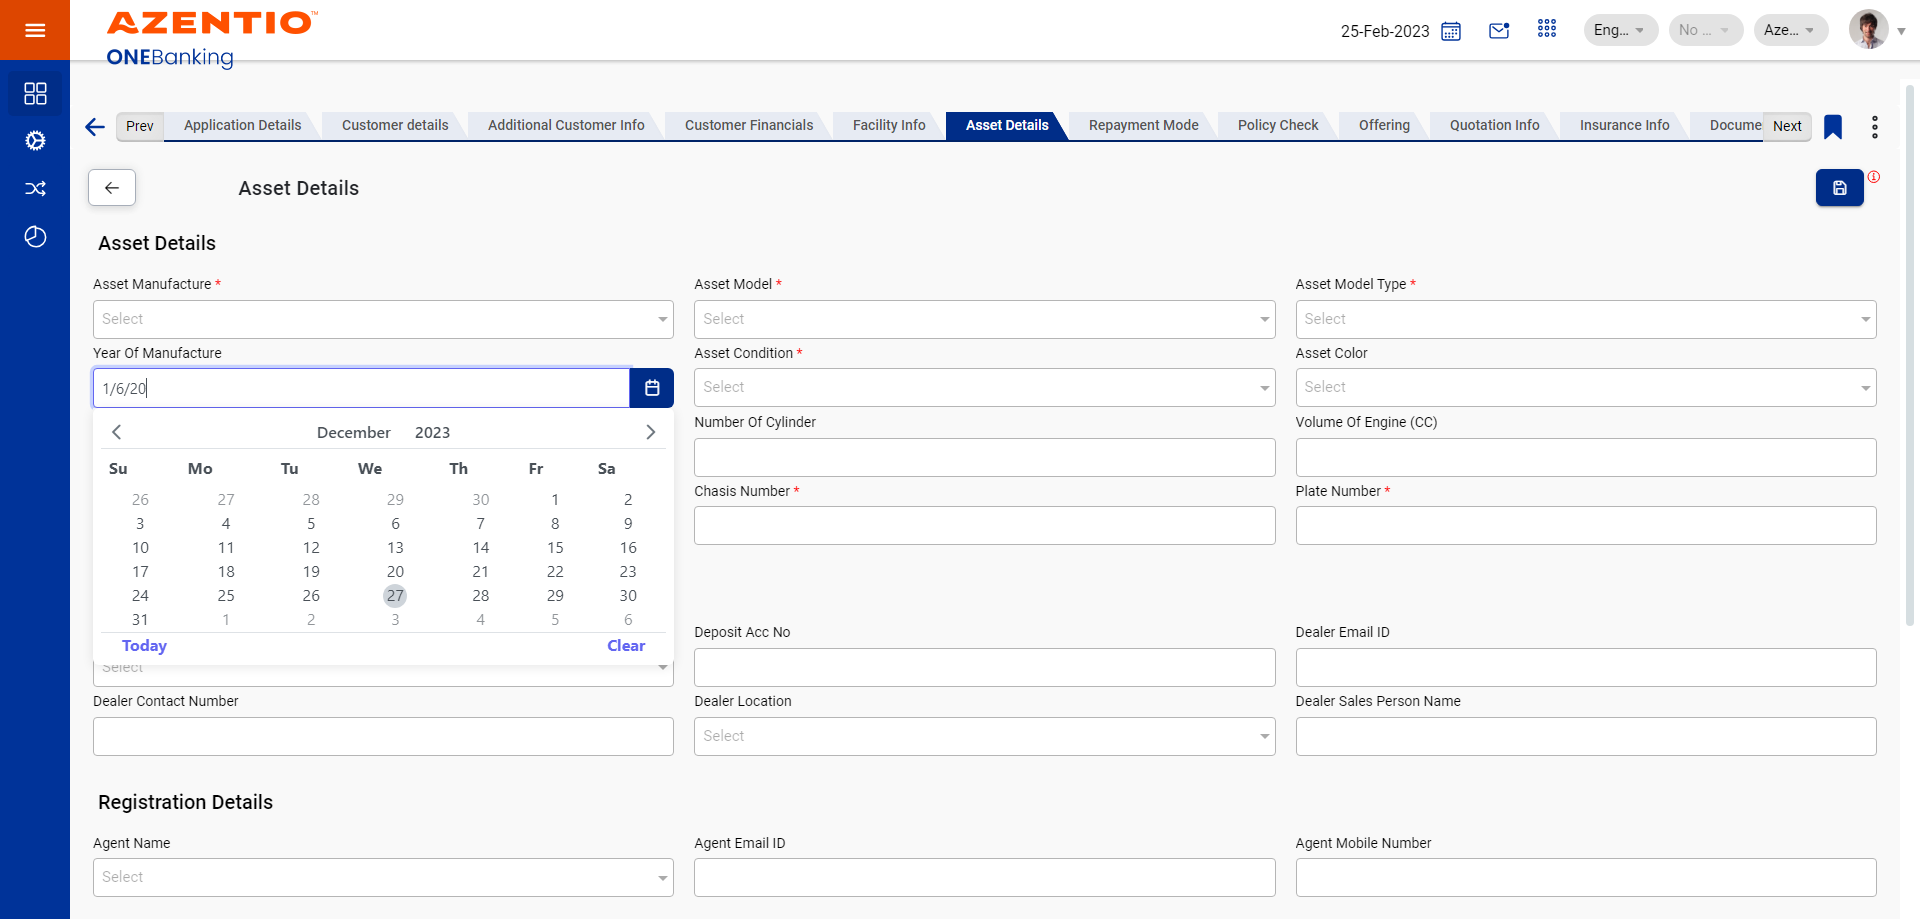 AZENTIO™
ONEBanking
25-Feb-2023
Eng...
No ...
Aze...
Prev
Application Details
Customer details
Additional Customer Info
Customer Financials
Facility Info
Asset Details
Repayment Mode
Policy Check
Offering
Quotation Info
Insurance Info
Docume
Next
Asset Details
Asset Details
Asset Manufacture *
Asset Model *
Asset Model Type *
Select
Select
Select
Year Of Manufacture
Asset Condition *
Asset Color
1/6/20
Select
Select
December 2023
Number Of Cylinder
Volume Of Engine (CC)
Su Mo Tu We Th Fr Sa
26 27 28 29 30 1 2
3 4 5 6 7 8 9
10 11 12 13 14 15 16
17 18 19 20 21 22 23
24 25 26 27 28 29 30
31 1 2 3 4 5 6
Today
Clear
Chasis Number *
Plate Number *
Deposit Acc No
Dealer Email ID
Select
Dealer Contact Number
Dealer Location
Dealer Sales Person Name
Select
Registration Details
Agent Name
Agent Email ID
Agent Mobile Number
Select